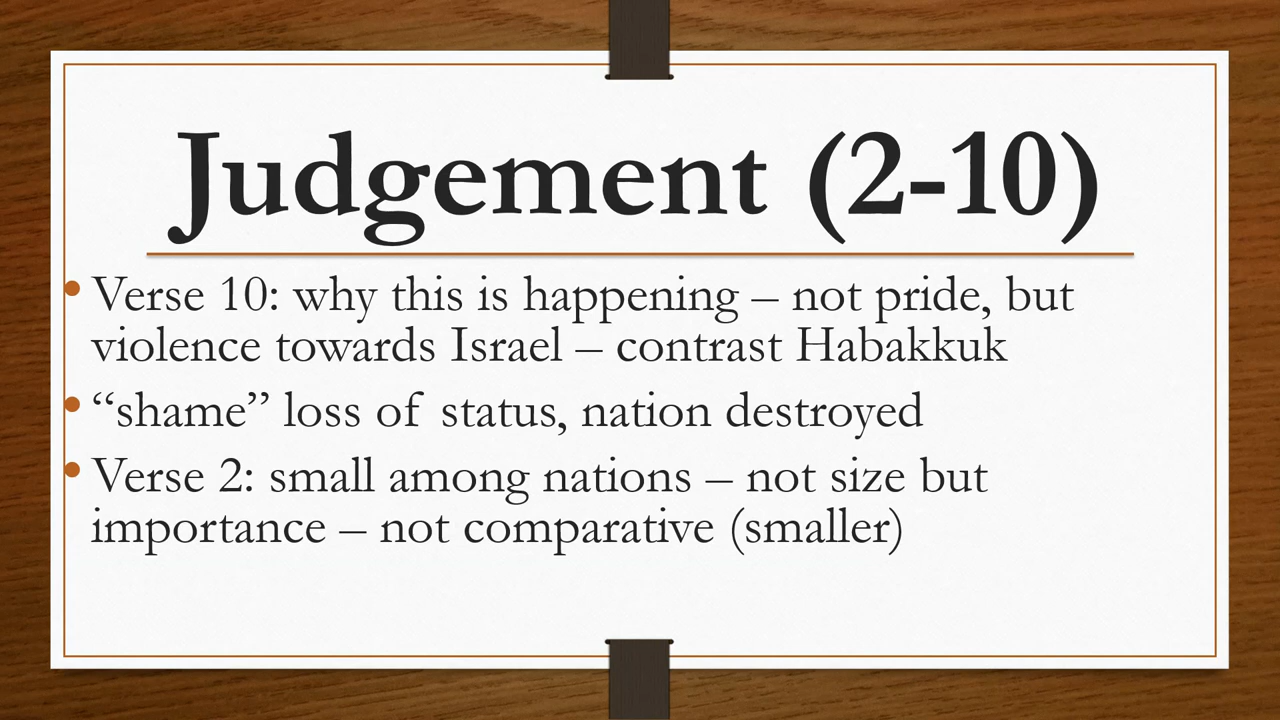 Judgement (2-10)
• Verse 10: why this is happening – not pride, but
violence towards Israel – contrast Habakkuk
• “shame” loss of status, nation destroyed
• Verse 2: small among nations – not size but
importance – not comparative (smaller)